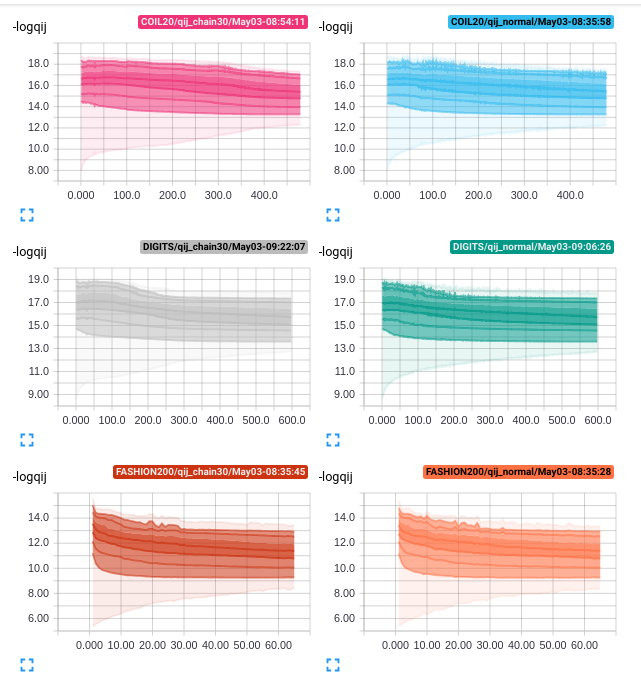 -logqij
COIL20/qij_chain30/May03-08:54:11
18.0
16.0
14.0
12.0
10.0
8.00
0.000 100.0 200.0 300.0 400.0
-logqij
COIL20/qij_normal/May03-08:35:58
18.0
16.0
14.0
12.0
10.0
8.00
0.000 100.0 200.0 300.0 400.0
-logqij
DIGITS/qij_chain30/May03-09:22:07
19.0
17.0
15.0
13.0
11.0
9.00
0.000 100.0 200.0 300.0 400.0 500.0 600.0
-logqij
DIGITS/qij_normal/May03-09:06:26
19.0
17.0
15.0
13.0
11.0
9.00
0.000 100.0 200.0 300.0 400.0 500.0 600.0
-logqij
FASHION200/qij_chain30/May03-08:35:45
14.0
12.0
10.0
8.00
6.00
0.000 10.00 20.00 30.00 40.00 50.00 60.00
-logqij
FASHION200/qij_normal/May03-08:35:28
14.0
12.0
10.0
8.00
6.00
0.000 10.00 20.00 30.00 40.00 50.00 60.00